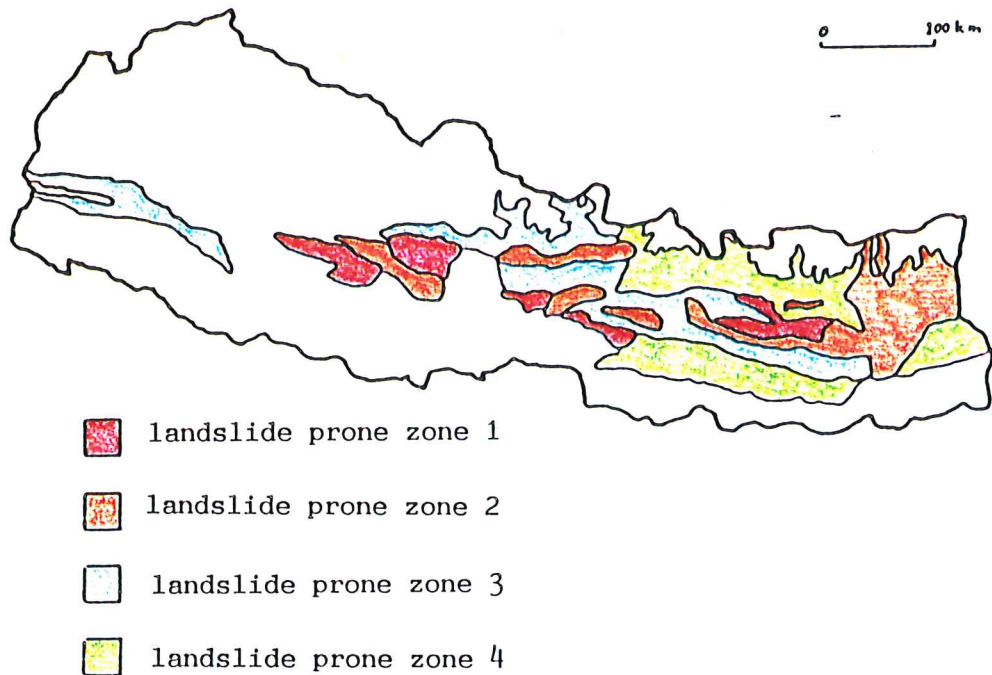 0 100 km
landslide prone zone 1
landslide prone zone 2
landslide prone zone 3
landslide prone zone 4